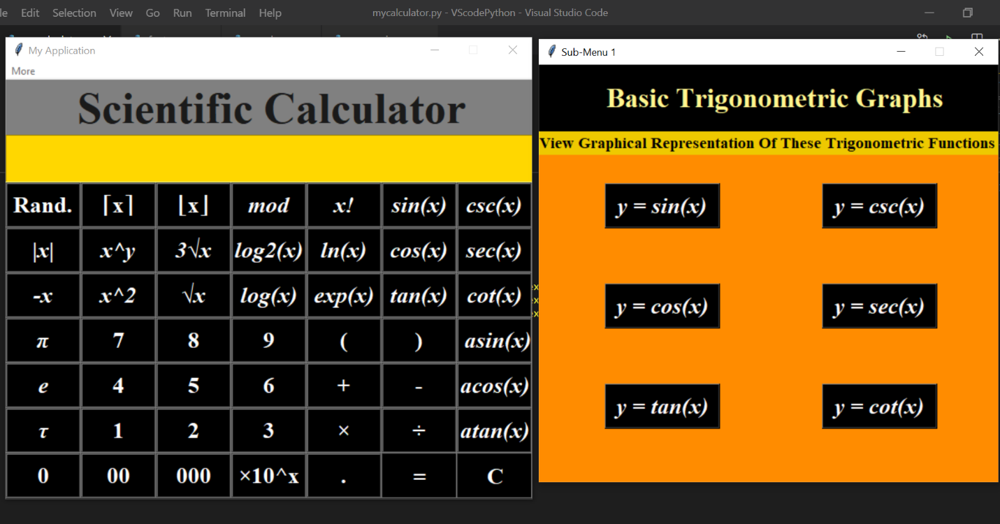 Edit Selection View Go Run Terminal Help mycalculator.py - VScodePython - Visual Studio Code
My Application
More
Scientific Calculator
Rand. ⌈x⌉ ⌊x⌋ mod x! sin(x) csc(x)
|x| x^y 3√x log2(x) ln(x) cos(x) sec(x)
-x x^2 √x log(x) exp(x) tan(x) cot(x)
π 7 8 9 ( ) asin(x)
e 4 5 6 + - acos(x)
τ 1 2 3 × ÷ atan(x)
0 00 000 ×10^x . = C
Sub-Menu 1
Basic Trigonometric Graphs
View Graphical Representation Of These Trigonometric Functions
y = sin(x) y = csc(x)
y = cos(x) y = sec(x)
y = tan(x) y = cot(x)